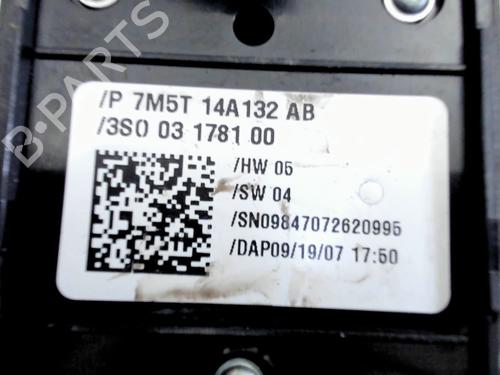 /P 7M5T 14A132 AB
/3S0 03 1781 00
/HW 05
/SW 04
/SN09847072620995
/DAP09/19/07 17:50
B-PARTS